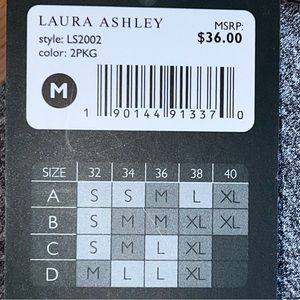 LAURA ASHLEY
MSRP:
style: LS2002
$36.00
color: 2PKG
M
1 90144 91337 0
SIZE 32 34 36 38 40
A S S M L XL
B S M M XL XL
C S M L XL
D M L L XL